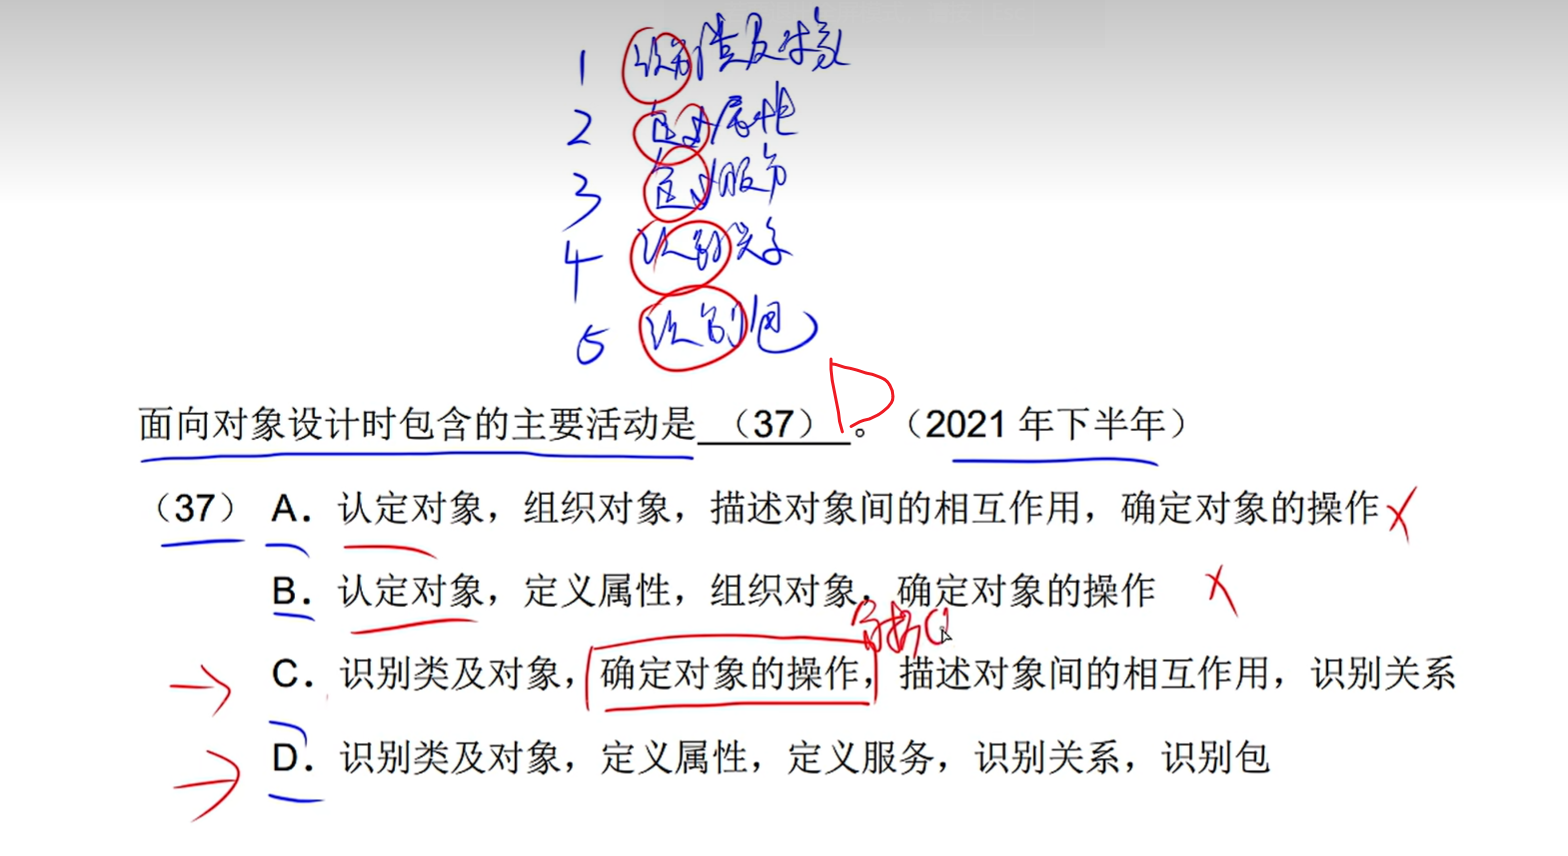 1 识别类及对象
2 定义属性
3 定义服务
4 识别关系
5 识别包
D
面向对象设计时包含的主要活动是 （37） 。（2021 年下半年）
（37） A. 认定对象，组织对象，描述对象间的相互作用，确定对象的操作
B. 认定对象，定义属性，组织对象，确定对象的操作
C. 识别类及对象，确定对象的操作，描述对象间的相互作用，识别关系
D. 识别类及对象，定义属性，定义服务，识别关系，识别包